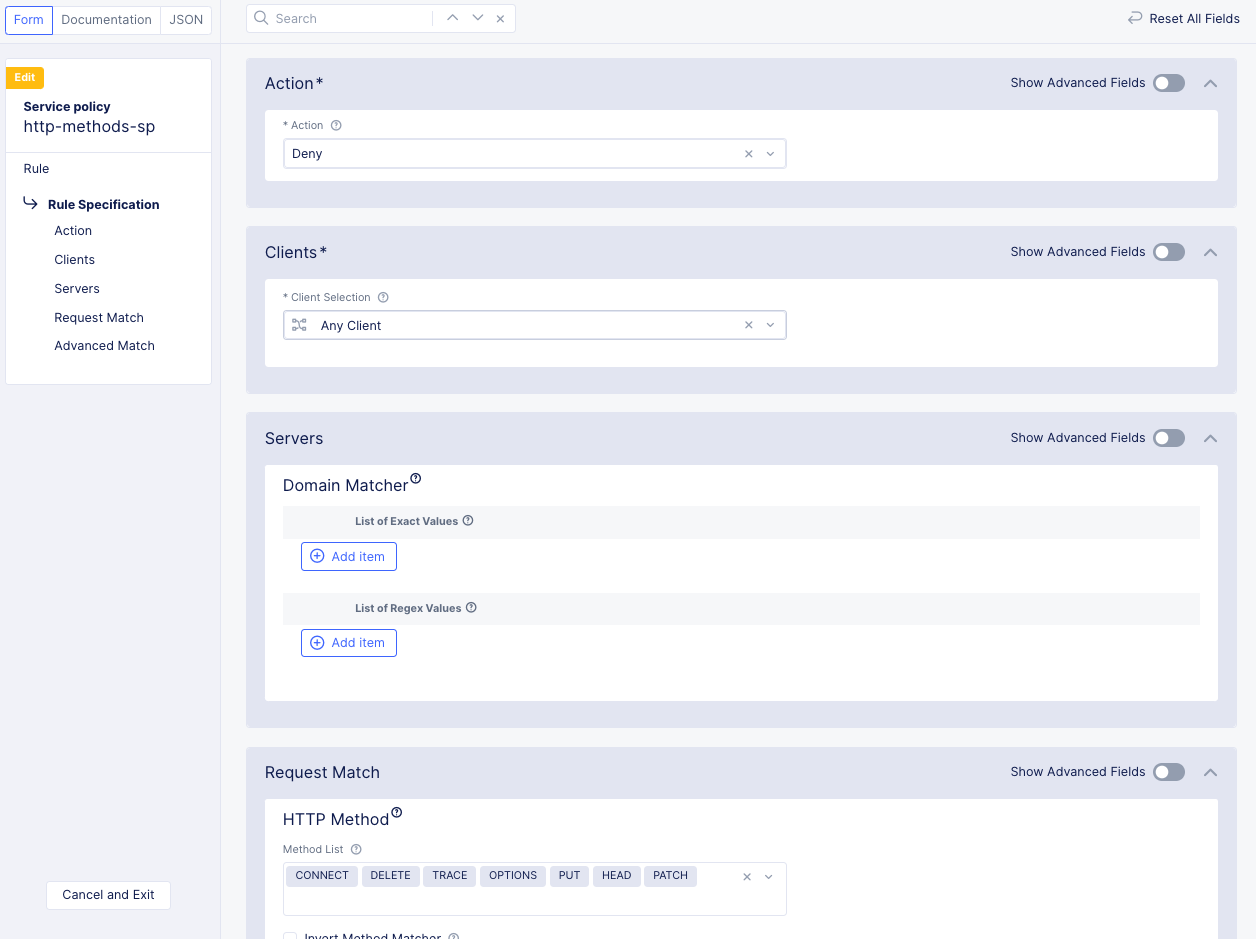 Form Documentation JSON
Search
Reset All Fields
Edit
Service policy
http-methods-sp
Rule
Rule Specification
Action
Clients
Servers
Request Match
Advanced Match
Cancel and Exit
Action*
Show Advanced Fields
* Action
Deny
Clients*
Show Advanced Fields
* Client Selection
Any Client
Servers
Show Advanced Fields
Domain Matcher
List of Exact Values
Add item
List of Regex Values
Add item
Request Match
Show Advanced Fields
HTTP Method
Method List
CONNECT DELETE TRACE OPTIONS PUT HEAD PATCH
Invert Method Matcher